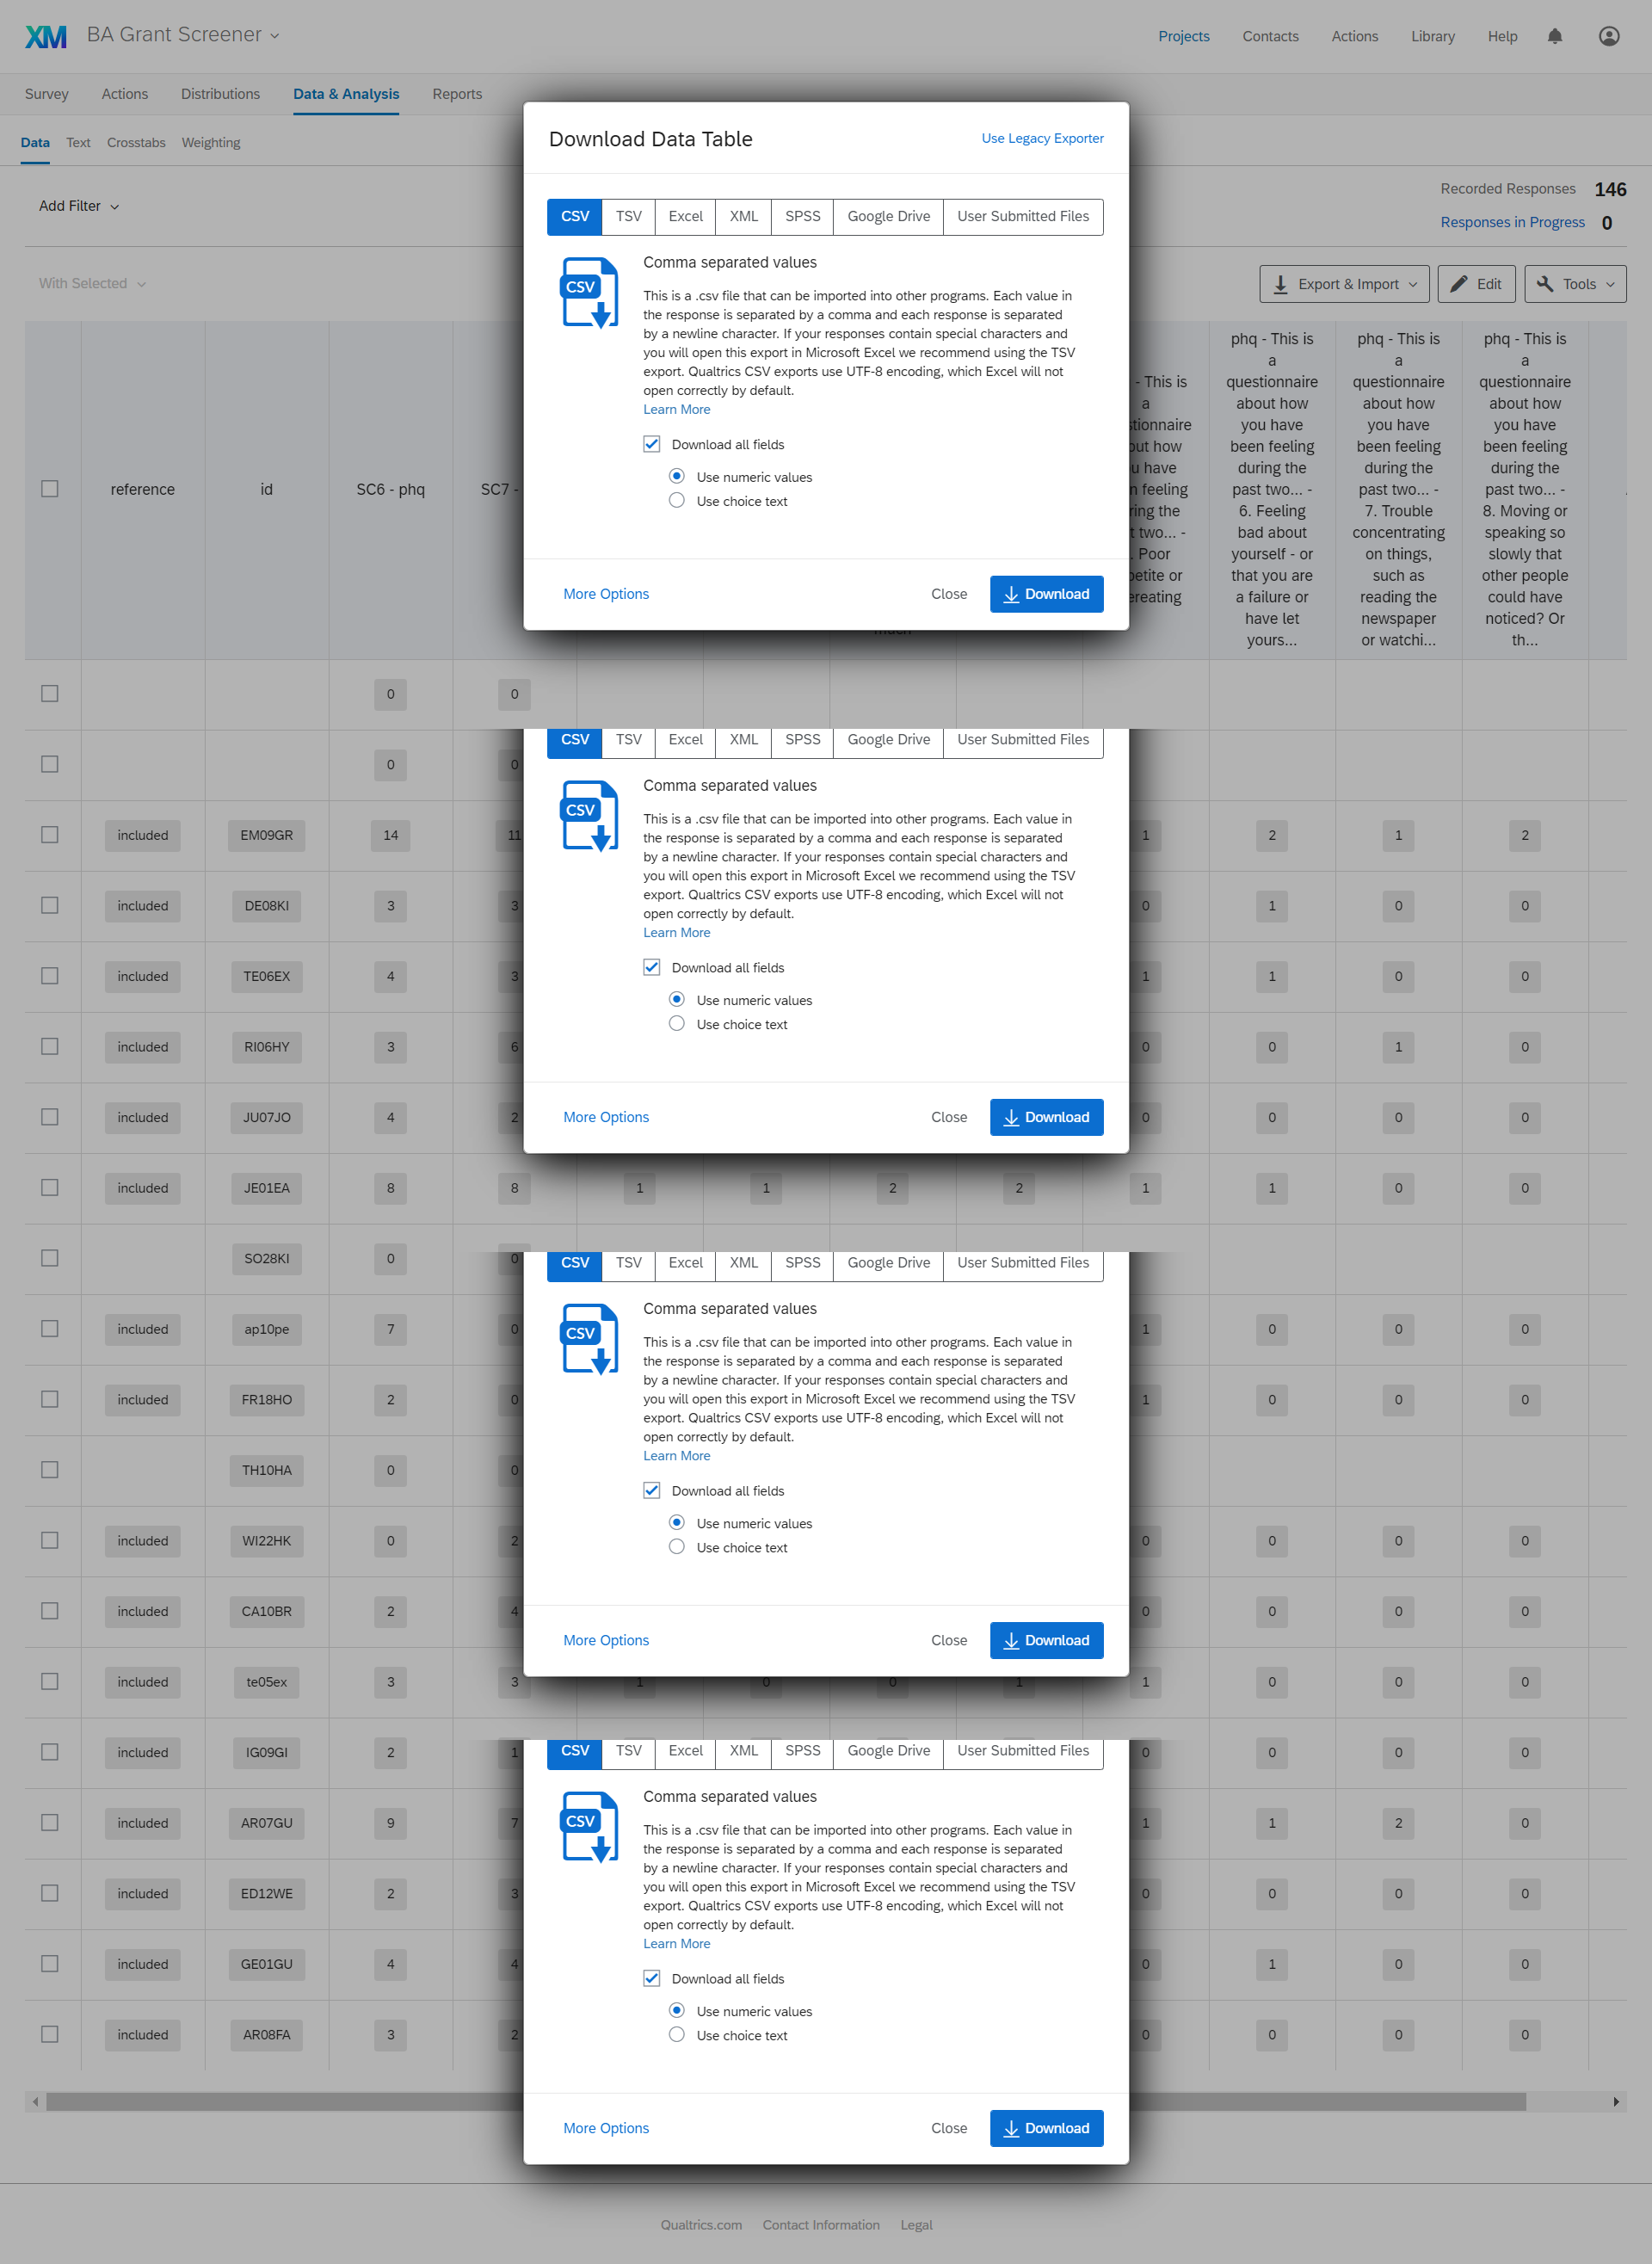 XM BA Grant Screener
Projects Contacts Actions Library Help
Survey Actions Distributions Data & Analysis Reports
Data Text Crosstabs Weighting
Download Data Table Use Legacy Exporter
Add Filter
Recorded Responses 146
Responses in Progress 0
With Selected
Export & Import Edit Tools
CSV TSV Excel XML SPSS Google Drive User Submitted Files
CSV
Comma separated values
This is a .csv file that can be imported into other programs. Each value in
the response is separated by a comma and each response is separated
by a newline character. If your responses contain special characters and
you will open this export in Microsoft Excel we recommend using the TSV
export. Qualtrics CSV exports use UTF-8 encoding, which Excel will not
open correctly by default.
Learn More
Download all fields
Use numeric values
Use choice text
More Options Close Download
reference
id
SC6 - phq
SC7 -
- This is
a
how
have
feeling
the
two... -
Poor
or
phq - This is
a
questionnaire
about how
you have
been feeling
during the
past two... -
6. Feeling
bad about
yourself - or
that you are
a failure or
have let
yours...
phq - This is
a
questionnaire
about how
you have
been feeling
during the
past two... -
7. Trouble
concentrating
on things,
such as
reading the
newspaper
or watchi...
phq - This is
a
questionnaire
about how
you have
been feeling
during the
past two... -
8. Moving or
speaking so
slowly that
other people
could have
noticed? Or
th...
0 0
0 0
CSV TSV Excel XML SPSS Google Drive User Submitted Files
CSV
Comma separated values
This is a .csv file that can be imported into other programs. Each value in
the response is separated by a comma and each response is separated
by a newline character. If your responses contain special characters and
you will open this export in Microsoft Excel we recommend using the TSV
export. Qualtrics CSV exports use UTF-8 encoding, which Excel will not
open correctly by default.
Learn More
Download all fields
Use numeric values
Use choice text
More Options Close Download
included EM09GR 14 11 1 2 1 2
included DE08KI 3 3 0 1 0 0
included TE06EX 4 3 1 1 0 0
included RI06HY 3 6 0 0 1 0
included JU07JO 4 2 0 0 0 0
included JE01EA 8 8 1 1 2 2 1 1 0 0
SO28KI 0 0
CSV TSV Excel XML SPSS Google Drive User Submitted Files
CSV
Comma separated values
This is a .csv file that can be imported into other programs. Each value in
the response is separated by a comma and each response is separated
by a newline character. If your responses contain special characters and
you will open this export in Microsoft Excel we recommend using the TSV
export. Qualtrics CSV exports use UTF-8 encoding, which Excel will not
open correctly by default.
Learn More
Download all fields
Use numeric values
Use choice text
More Options Close Download
included ap10pe 7 0 1 0 0 0
included FR18HO 2 0 1 0 0 0
TH10HA 0 0
included WI22HK 0 2 0 0 0 0
included CA10BR 2 4 0 0 0 0
included te05ex 3 3 1 0 0 1 1 0 0 0
CSV TSV Excel XML SPSS Google Drive User Submitted Files
CSV
Comma separated values
This is a .csv file that can be imported into other programs. Each value in
the response is separated by a comma and each response is separated
by a newline character. If your responses contain special characters and
you will open this export in Microsoft Excel we recommend using the TSV
export. Qualtrics CSV exports use UTF-8 encoding, which Excel will not
open correctly by default.
Learn More
Download all fields
Use numeric values
Use choice text
More Options Close Download
included IG09GI 2 1 0 0 0 0
included AR07GU 9 7 1 1 2 0
included ED12WE 2 3 0 0 0 0
included GE01GU 4 4 0 1 0 0
included AR08FA 3 2 0 0 0 0
Qualtrics.com Contact Information Legal